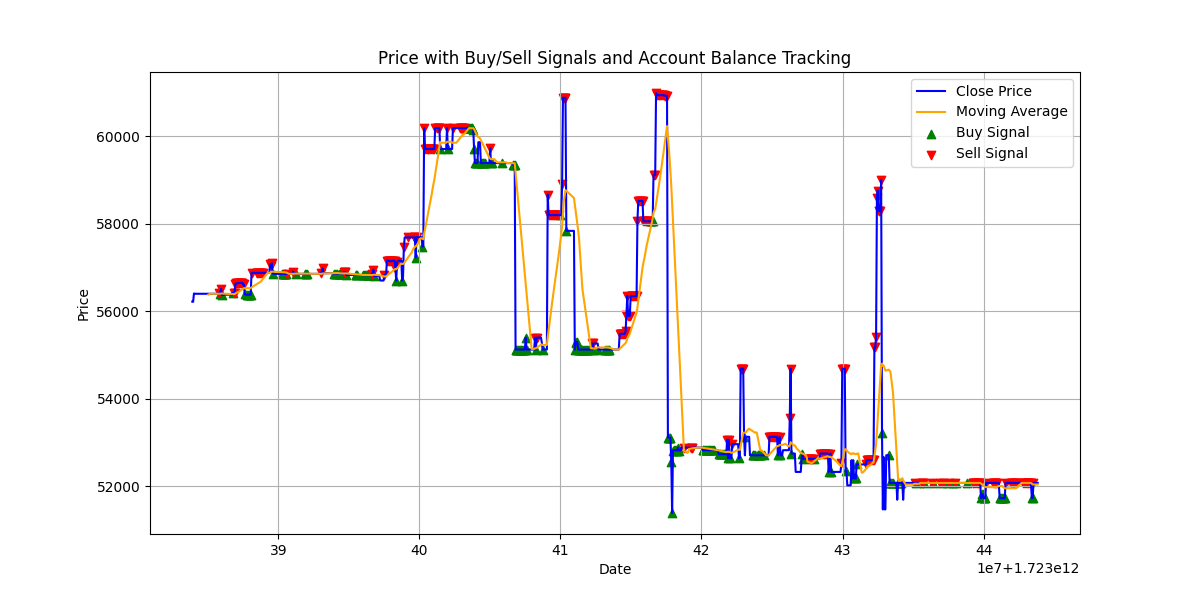 Price with Buy/Sell Signals and Account Balance Tracking
Close Price
Moving Average
Buy Signal
Sell Signal
60000
58000
56000
54000
52000
Price
39 40 41 42 43 44
Date
1e7+1.723e12